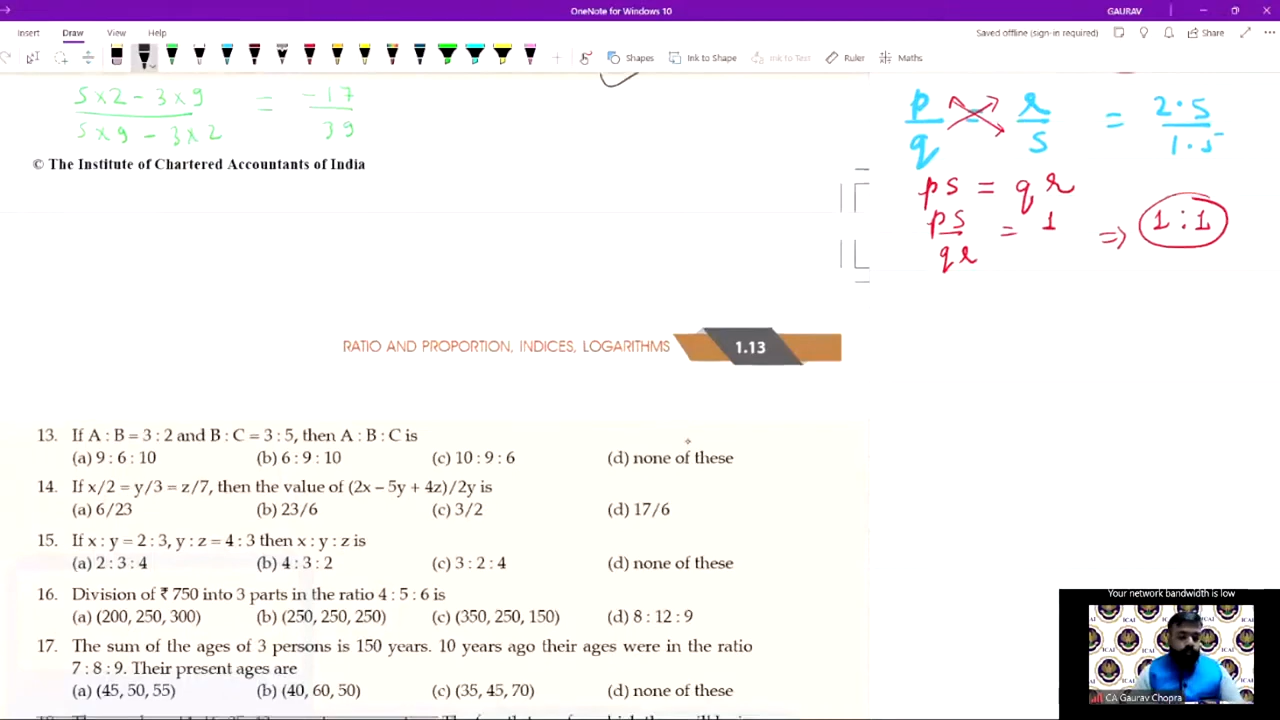 OneNote for Windows 10
GAURAV
Insert Draw View Help
Saved offline (sign-in required)
Share
Shapes
Ink to Shape
Ink to Text
Ruler
Maths
5x2 - 3x9 = -17
5x9 - 3x2 39
© The Institute of Chartered Accountants of India
p = r = 2.5
q s 1.5
ps = qr
ps = 1 ⇒ 1:1
qr
RATIO AND PROPORTION, INDICES, LOGARITHMS 1.13
13. If A : B = 3 : 2 and B : C = 3 : 5, then A : B : C is
(a) 9 : 6 : 10 (b) 6 : 9 : 10 (c) 10 : 9 : 6 (d) none of these
14. If x/2 = y/3 = z/7, then the value of (2x – 5y + 4z)/2y is
(a) 6/23 (b) 23/6 (c) 3/2 (d) 17/6
15. If x : y = 2 : 3, y : z = 4 : 3 then x : y : z is
(a) 2 : 3 : 4 (b) 4 : 3 : 2 (c) 3 : 2 : 4 (d) none of these
16. Division of ₹ 750 into 3 parts in the ratio 4 : 5 : 6 is
(a) (200, 250, 300) (b) (250, 250, 250) (c) (350, 250, 150) (d) 8 : 12 : 9
17. The sum of the ages of 3 persons is 150 years. 10 years ago their ages were in the ratio
7 : 8 : 9. Their present ages are
(a) (45, 50, 55) (b) (40, 60, 50) (c) (35, 45, 70) (d) none of these
Your network bandwidth is low
ICAI
CA Gaurav Chopra